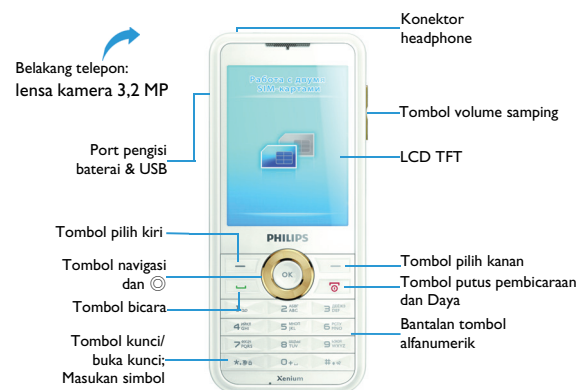 Konektor
headphone
Belakang telepon:
lensa kamera 3,2 MP
Tombol volume samping
Port pengisi
baterai & USB
LCD TFT
Работа с двумя
SIM-картами
PHILIPS
Tombol pilih kiri
Tombol pilih kanan
Tombol navigasi
dan ◎
OK
Tombol putus pembicaraan
dan Daya
Tombol bicara
Bantalan tombol
alfanumerik
Tombol kunci/
buka kunci;
Masukan simbol
Xenium